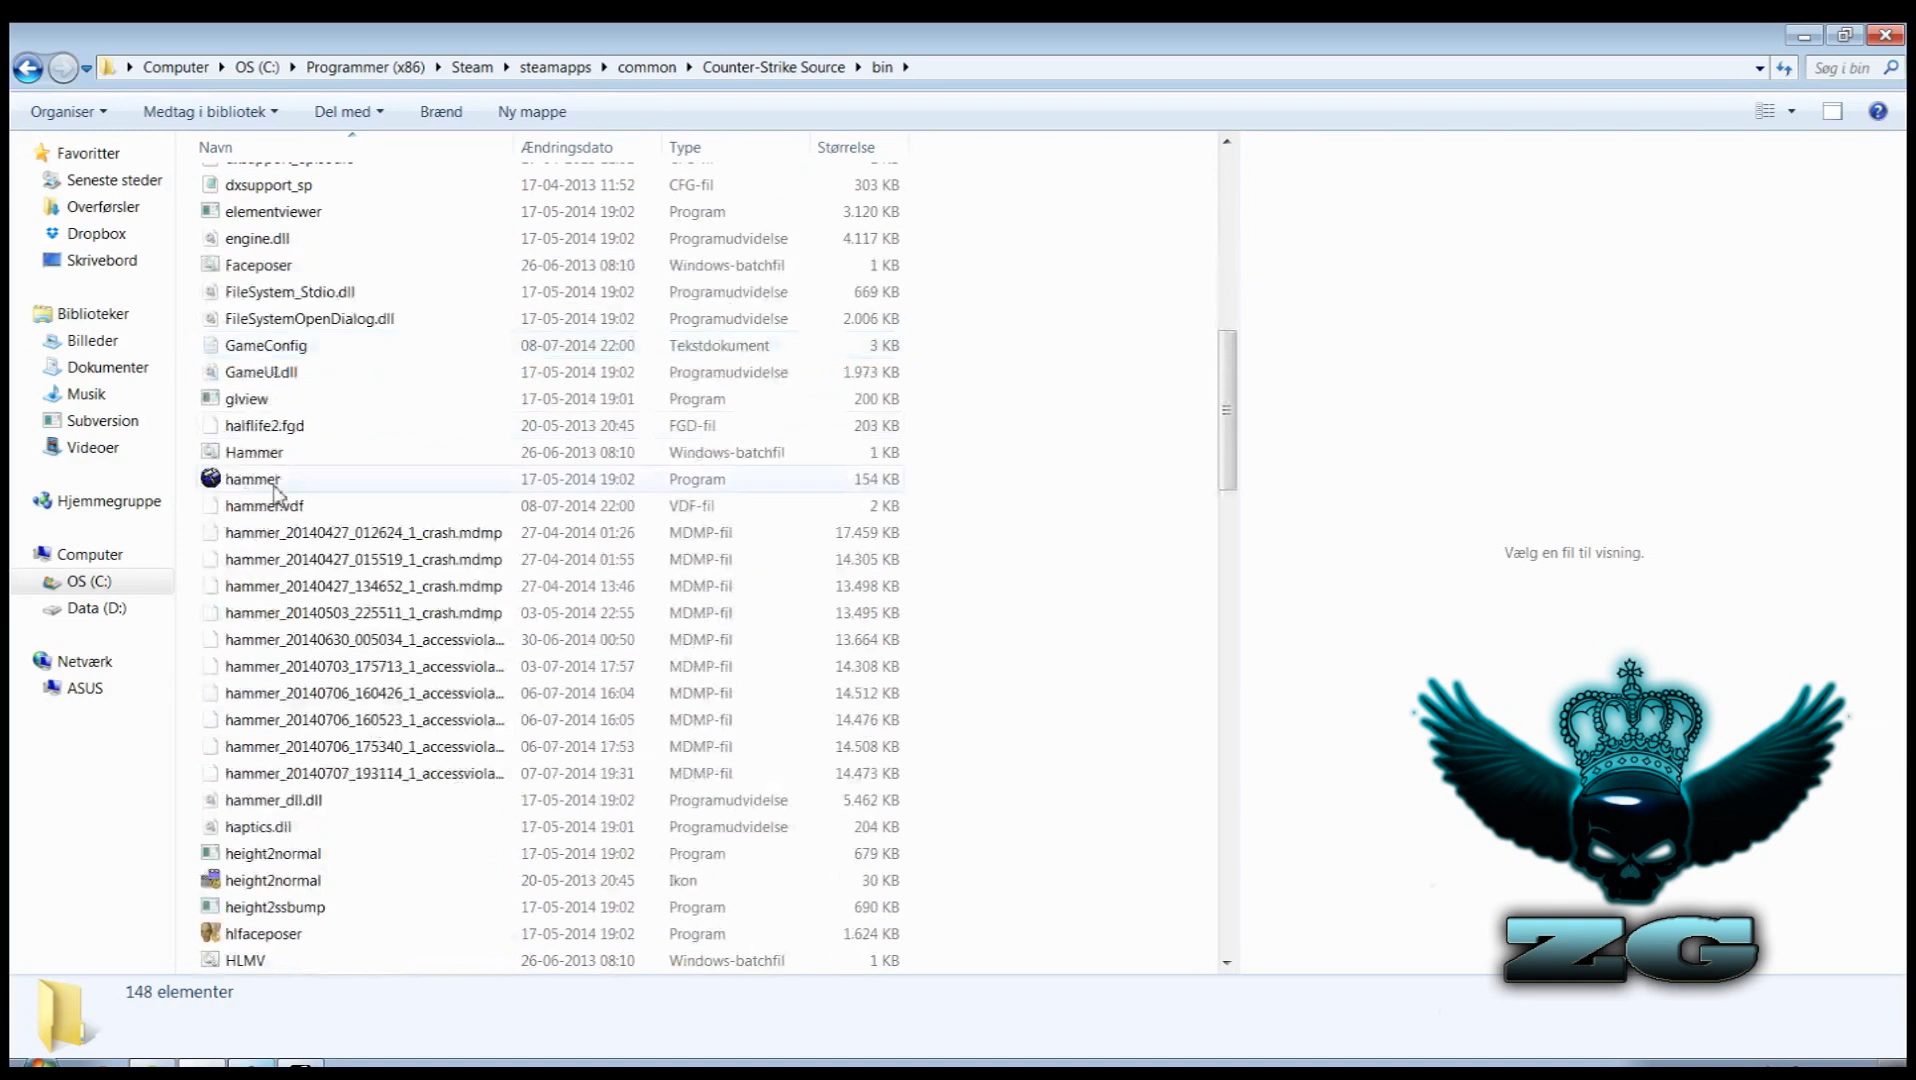 Computer OS (C:) Programmer (x86) Steam steamapps common Counter-Strike Source bin
Søg i bin
Organiser Medtag i bibliotek Del med Brænd Ny mappe
Navn Ændringsdato Type Størrelse
Favoritter
Seneste steder
Overførsler
Dropbox
Skrivebord
Biblioteker
Billeder
Dokumenter
Musik
Subversion
Videoer
Hjemmegruppe
Computer
OS (C:)
Data (D:)
Netværk
ASUS
dxsupport_sp 17-04-2013 11:52 CFG-fil 303 KB
elementviewer 17-05-2014 19:02 Program 3.120 KB
engine.dll 17-05-2014 19:02 Programudvidelse 4.117 KB
Faceposer 26-06-2013 08:10 Windows-batchfil 1 KB
FileSystem_Stdio.dll 17-05-2014 19:02 Programudvidelse 669 KB
FileSystemOpenDialog.dll 17-05-2014 19:02 Programudvidelse 2.006 KB
GameConfig 08-07-2014 22:00 Tekstdokument 3 KB
GameUI.dll 17-05-2014 19:02 Programudvidelse 1.973 KB
glview 17-05-2014 19:01 Program 200 KB
halflife2.fgd 20-05-2013 20:45 FGD-fil 203 KB
Hammer 26-06-2013 08:10 Windows-batchfil 1 KB
hammer 17-05-2014 19:02 Program 154 KB
hammer.vdf 08-07-2014 22:00 VDF-fil 2 KB
hammer_20140427_012624_1_crash.mdmp 27-04-2014 01:26 MDMP-fil 17.459 KB
hammer_20140427_015519_1_crash.mdmp 27-04-2014 01:55 MDMP-fil 14.305 KB
hammer_20140427_134652_1_crash.mdmp 27-04-2014 13:46 MDMP-fil 13.498 KB
hammer_20140503_225511_1_crash.mdmp 03-05-2014 22:55 MDMP-fil 13.495 KB
hammer_20140630_005034_1_accessviola... 30-06-2014 00:50 MDMP-fil 13.664 KB
hammer_20140703_175713_1_accessviola... 03-07-2014 17:57 MDMP-fil 14.308 KB
hammer_20140706_160426_1_accessviola... 06-07-2014 16:04 MDMP-fil 14.512 KB
hammer_20140706_160523_1_accessviola... 06-07-2014 16:05 MDMP-fil 14.476 KB
hammer_20140706_175340_1_accessviola... 06-07-2014 17:53 MDMP-fil 14.508 KB
hammer_20140707_193114_1_accessviola... 07-07-2014 19:31 MDMP-fil 14.473 KB
hammer_dll.dll 17-05-2014 19:02 Programudvidelse 5.462 KB
haptics.dll 17-05-2014 19:01 Programudvidelse 204 KB
height2normal 17-05-2014 19:02 Program 679 KB
height2normal 20-05-2013 20:45 Ikon 30 KB
height2ssbump 17-05-2014 19:02 Program 690 KB
hlfaceposer 17-05-2014 19:02 Program 1.624 KB
HLMV 26-06-2013 08:10 Windows-batchfil 1 KB
Vælg en fil til visning.
ZG
148 elementer